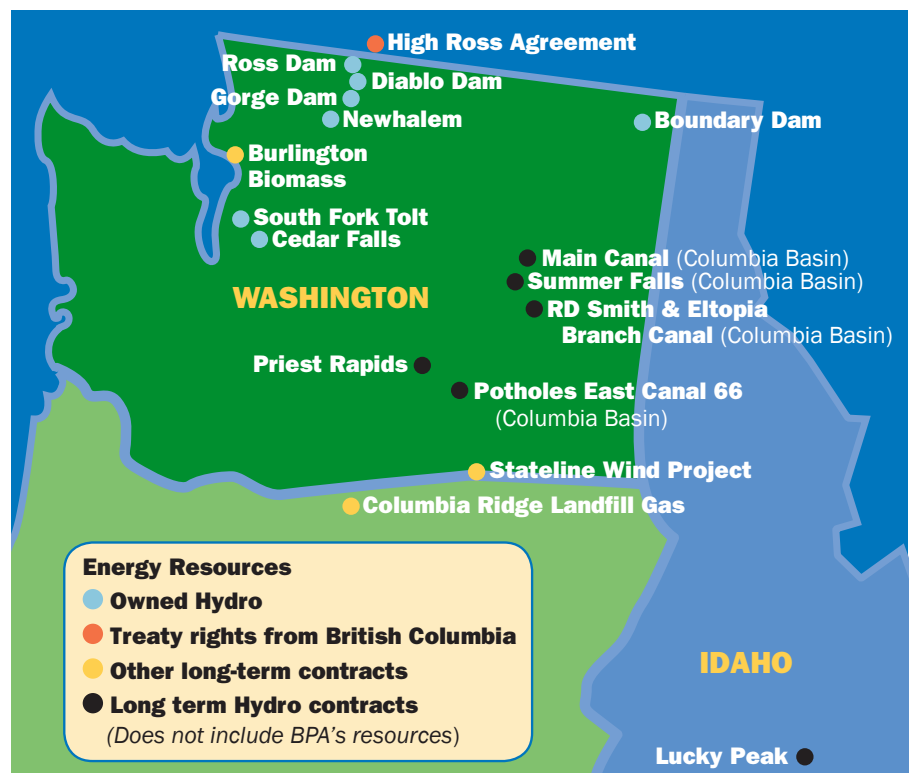 High Ross Agreement
Ross Dam
Diablo Dam
Gorge Dam
Newhalem
Boundary Dam
Burlington
Biomass
South Fork Tolt
Cedar Falls
Main Canal (Columbia Basin)
Summer Falls (Columbia Basin)
WASHINGTON
RD Smith & Eltopia
Branch Canal (Columbia Basin)
Priest Rapids
Potholes East Canal 66
(Columbia Basin)
Stateline Wind Project
Columbia Ridge Landfill Gas
Energy Resources
Owned Hydro
Treaty rights from British Columbia
Other long-term contracts
Long term Hydro contracts
(Does not include BPA's resources)
IDAHO
Lucky Peak